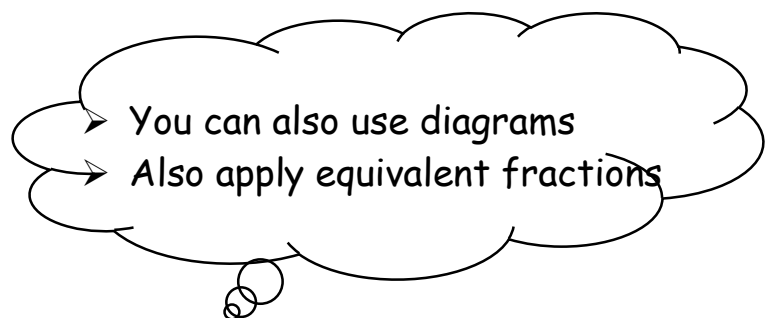 ➢ You can also use diagrams
➢ Also apply equivalent fractions